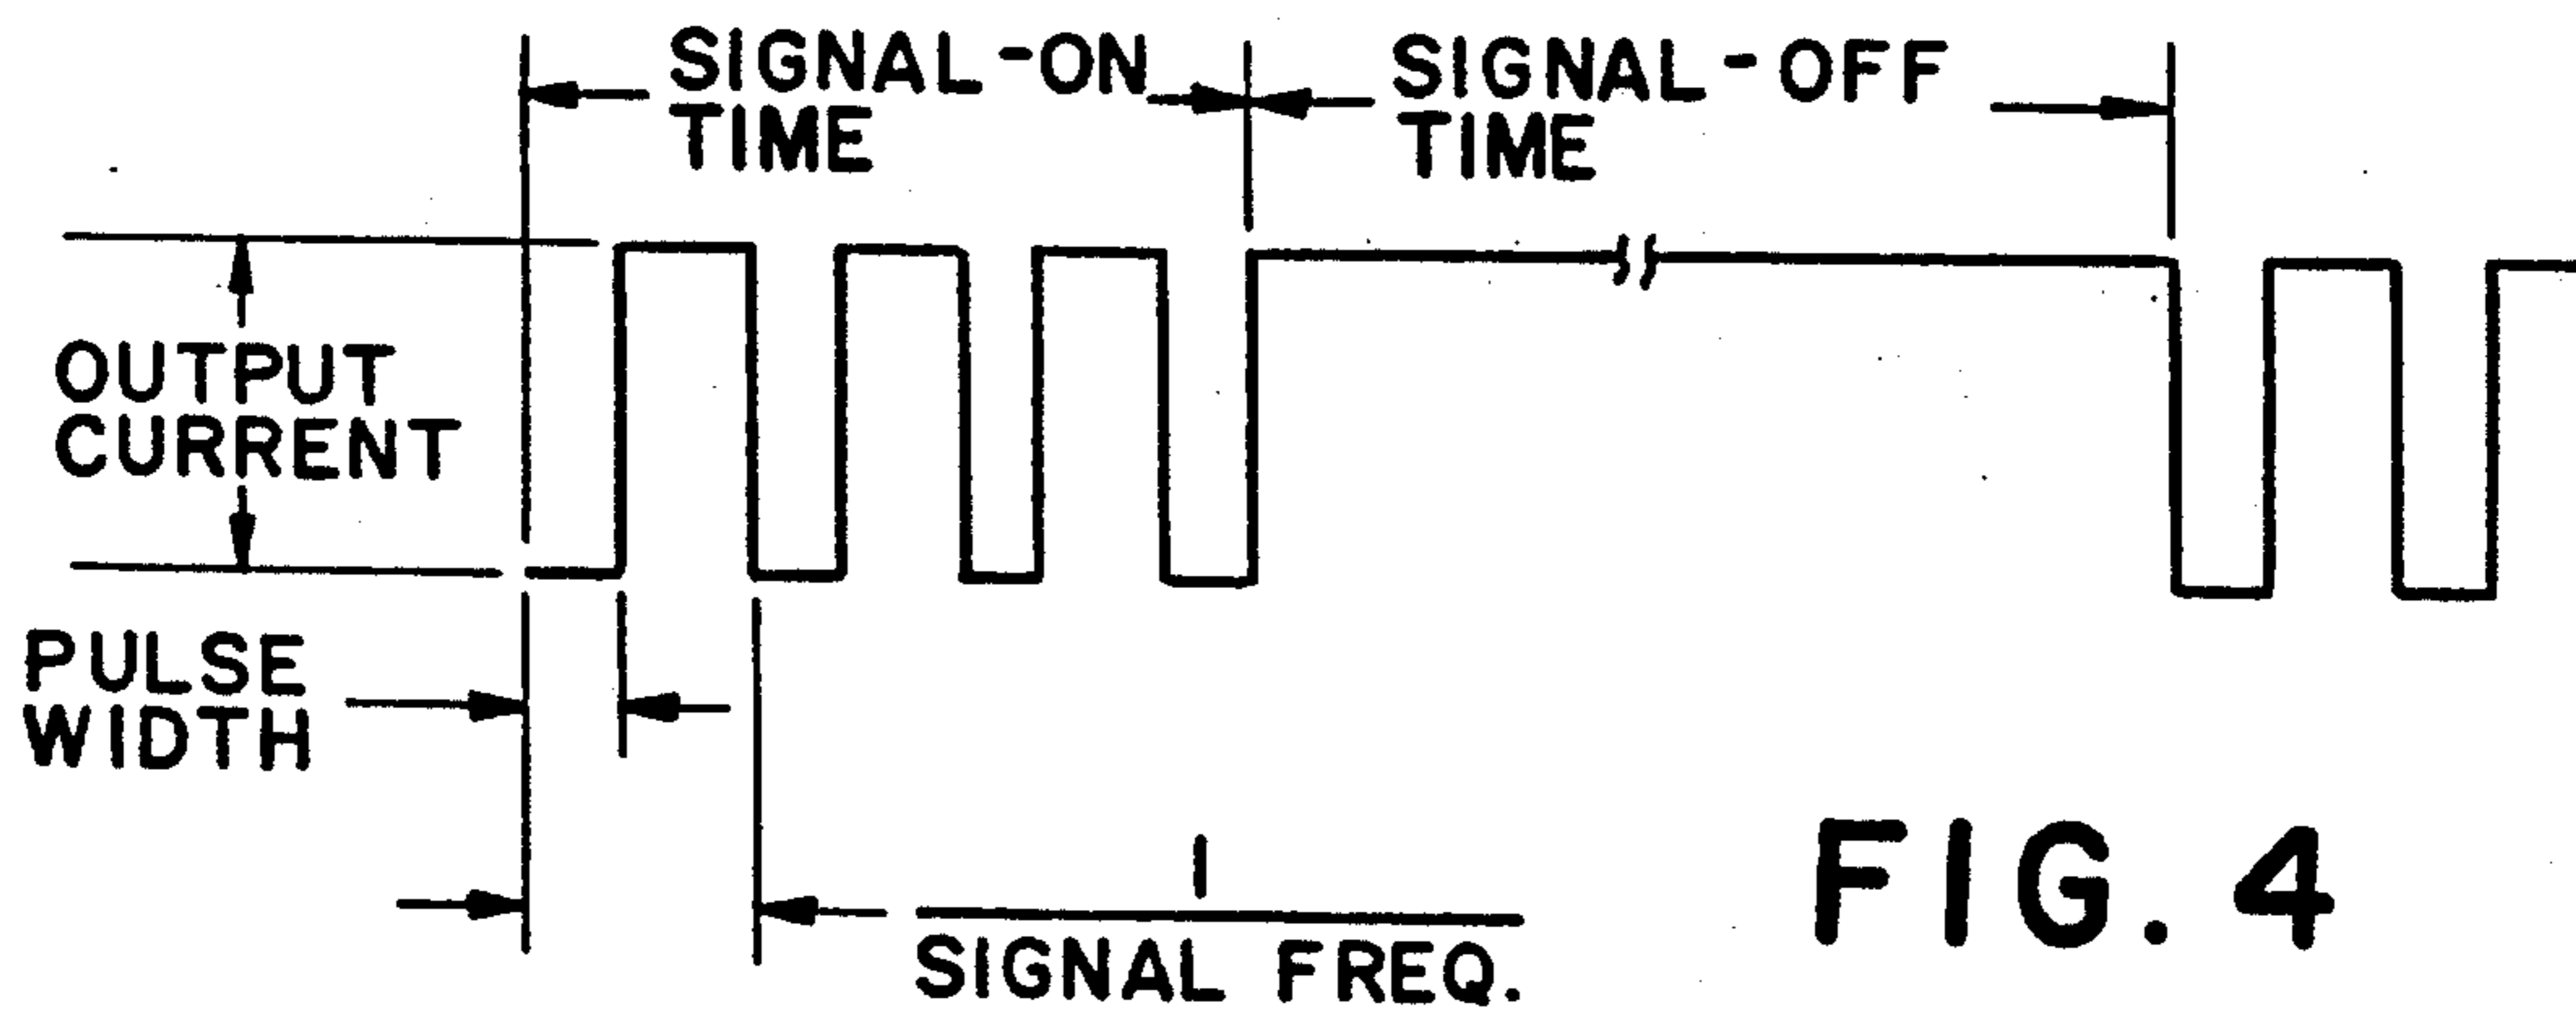 SIGNAL-ON
TIME
SIGNAL-OFF
TIME
OUTPUT
CURRENT
PULSE
WIDTH
1
SIGNAL FREQ.
FIG. 4